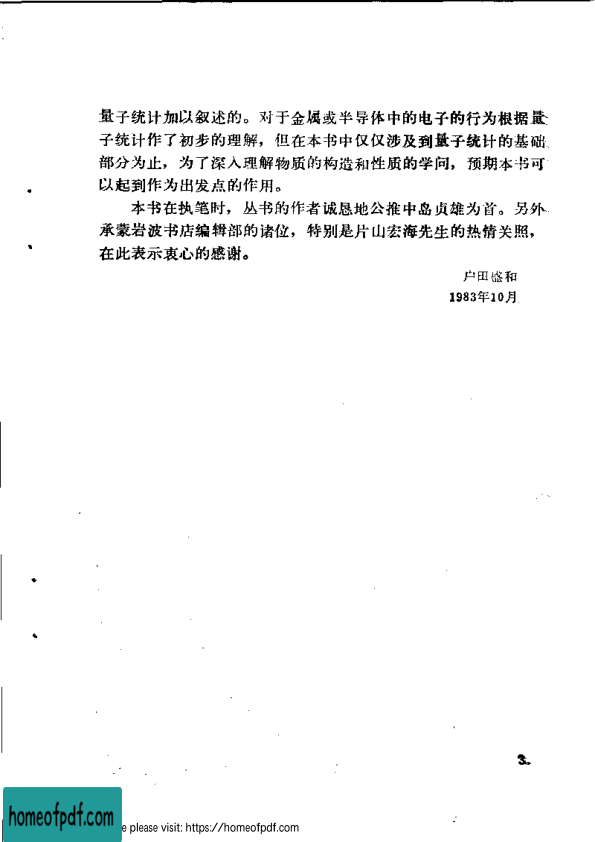 量子统计加以叙述的。对于金属或半导体中的电子的行为根据量
子统计作了初步的理解，但在本书中仅仅涉及到量子统计的基础
部分为止，为了深入理解物质的构造和性质的学问，预期本书可
以起到作为出发点的作用。
本书在执笔时，丛书的作者诚恳地公推中岛贞雄为首。另外
承蒙岩波书店编辑部的诸位，特别是片山宏海先生的热情关照，
在此表示衷心的感谢。
户田盛和
1983年10月
3
homeofpdf.com
e please visit: https://homeofpdf.com